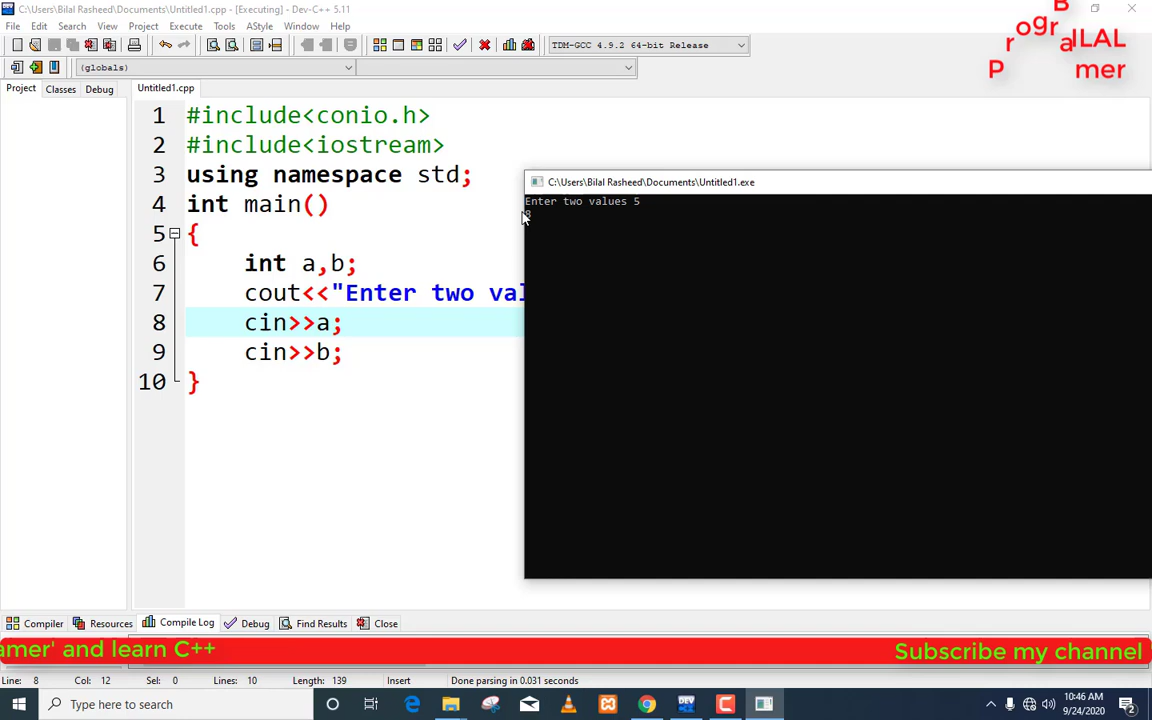 C:\Users\Bilal Rasheed\Documents\Untitled1.cpp - [Executing] - Dev-C++ 5.11
File Edit Search View Project Execute Tools AStyle Window Help
TDM-GCC 4.9.2 64-bit Release
(globals)
Programmer BILAL
Project Classes Debug
Untitled1.cpp
1 #include<conio.h>
2 #include<iostream>
3 using namespace std;
4 int main()
5 {
6 int a,b;
7 cout<<"Enter two val
8 cin>>a;
9 cin>>b;
10 }
C:\Users\Bilal Rasheed\Documents\Untitled1.exe
Enter two values 5
8
Compiler Resources Compile Log Debug Find Results Close
amer' and learn C++
Subscribe my channel
Line: 8 Col: 12 Sel: 0 Lines: 10 Length: 139 Insert Done parsing in 0.031 seconds
Type here to search
DEV
10:46 AM
9/24/2020
2